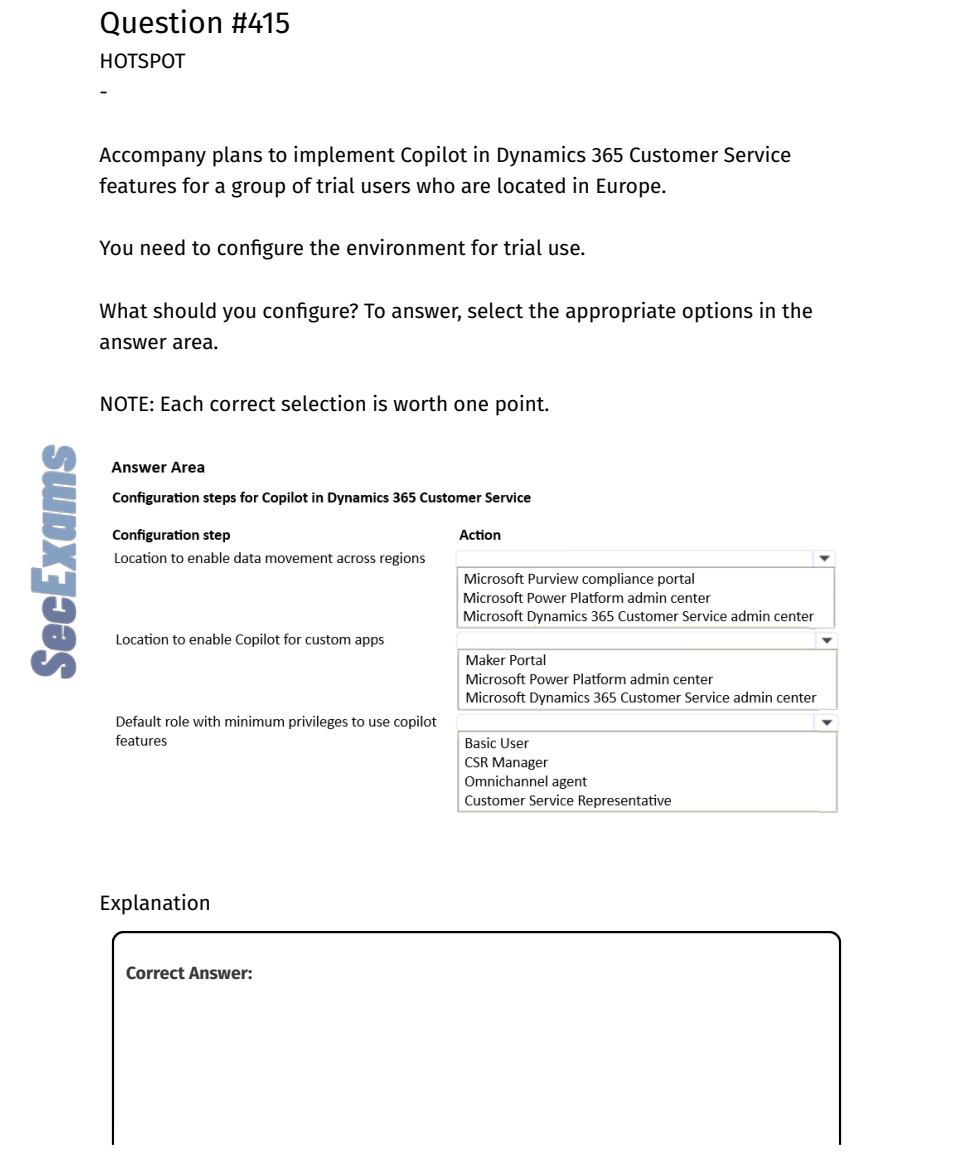 Question #415
HOTSPOT
-
Accompany plans to implement Copilot in Dynamics 365 Customer Service
features for a group of trial users who are located in Europe.
You need to configure the environment for trial use.
What should you configure? To answer, select the appropriate options in the
answer area.
NOTE: Each correct selection is worth one point.
SecExams
Answer Area
Configuration steps for Copilot in Dynamics 365 Customer Service
Configuration step Action
Location to enable data movement across regions
Microsoft Purview compliance portal
Microsoft Power Platform admin center
Microsoft Dynamics 365 Customer Service admin center
Location to enable Copilot for custom apps
Maker Portal
Microsoft Power Platform admin center
Microsoft Dynamics 365 Customer Service admin center
Default role with minimum privileges to use copilot
features
Basic User
CSR Manager
Omnichannel agent
Customer Service Representative
Explanation
Correct Answer: